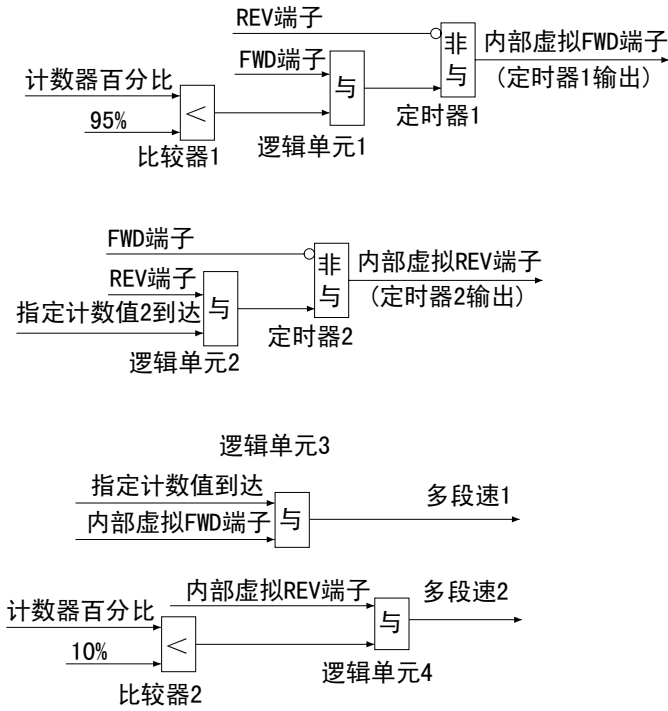 REV端子
FWD端子
计数器百分比
95%
<
比较器1
与
逻辑单元1
非与
定时器1
内部虚拟FWD端子
(定时器1输出)
FWD端子
REV端子
指定计数值2到达
与
逻辑单元2
非与
定时器2
内部虚拟REV端子
(定时器2输出)
逻辑单元3
指定计数值到达
内部虚拟FWD端子
与
多段速1
内部虚拟REV端子
计数器百分比
10%
<
比较器2
与
逻辑单元4
多段速2